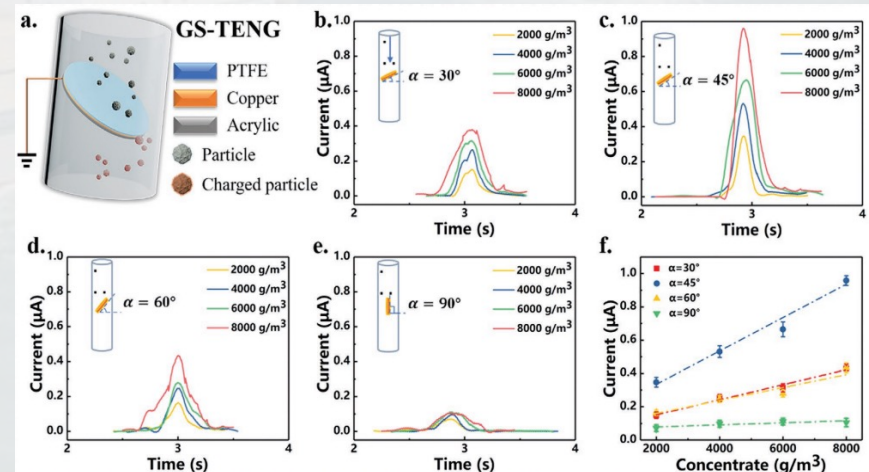 a.
GS-TENG
PTFE
Copper
Acrylic
Particle
Charged particle
b.
1.0
0.8
0.6
0.4
0.2
0.0
Current (μA)
α = 30°
2000 g/m³
4000 g/m³
6000 g/m³
8000 g/m³
3
4
Time (s)
c.
1.0
0.8
0.6
0.4
0.2
0.0
Current (μA)
α = 45°
2000 g/m³
4000 g/m³
6000 g/m³
8000 g/m³
2
3
4
Time (s)
d.
1.0
0.8
0.6
0.4
0.2
0.0
Current (μA)
α = 60°
2000 g/m³
4000 g/m³
6000 g/m³
8000 g/m³
2
3
4
Time (s)
e.
1.0
0.8
0.6
0.4
0.2
0.0
Current (μA)
α = 90°
2000 g/m³
4000 g/m³
6000 g/m³
8000 g/m³
2
3
4
Time (s)
f.
1.0
0.8
0.6
0.4
0.2
0.0
Current (μA)
α=30°
α=45°
α=60°
α=90°
2000 4000 6000 8000
Concentrate (g/m³)